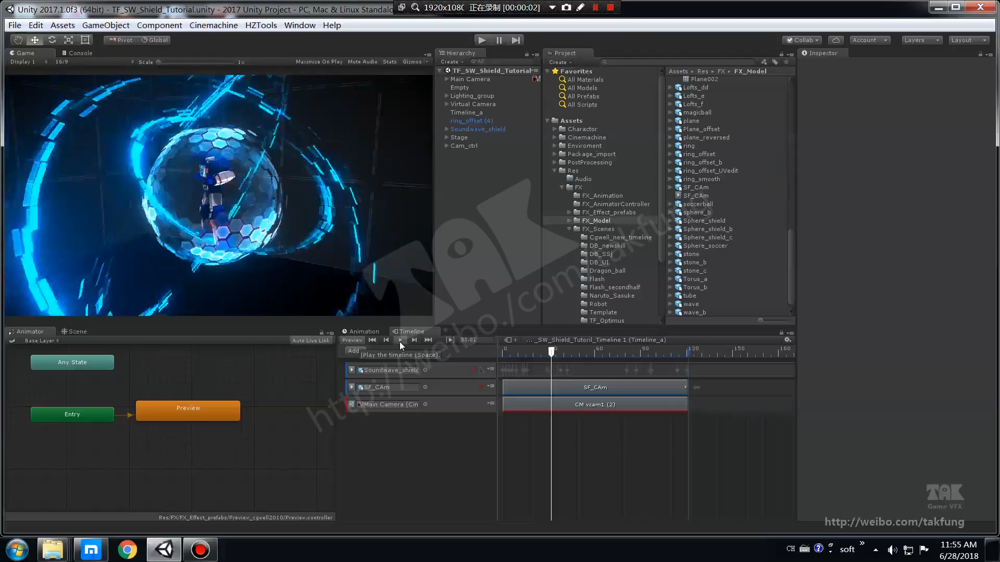 Unity 2017.1.0f3 (64bit) - TF_SW_Shield_Tutorial.unity - 2017 Unity Project - PC, Mac & Linux Standalo
1920x1080 正在录制 [00:00:02]
File Edit Assets GameObject Component Cinemachine HZTools Window Help
Pivot Global
Collab Account Layers Layout
Game Console
Display 1 16:9 Scale 1x Maximize On Play Mute Audio Stats Gizmos
Hierarchy
Create All
TF_SW_Shield_Tutorial
Main Camera
Empty
Lighting_group
Virtual Camera
Timeline_a
ring_offset (4)
Soundwave_shield
Stage
Cam_ctrl
Project
Create
Favorites
All Materials
All Models
All Prefabs
All Scripts
Assets
Charactor
Cinemachine
Enviroment
Package_import
PostProcessing
Res
Audio
FX
FX_Animation
FX_AnimatorController
FX_Effect_prefabs
FX_Model
FX_Scenes
Cgwell_new_timeline
DB_newskill
DB_SSj
DB_UI
Dragon_ball
Flash
Flash_secondhalf
Naruto_Sasuke
Robot
Template
TF_Optimus
Assets Res FX FX_Model
Plane002
Lofts_dd
Lofts_e
Lofts_f
magicball
plane
Plane_offset
plane_reversed
ring
ring_offset
ring_offset_b
ring_offset_UVedit
ring_smooth
SF_CAm
SF_CAm
soccerball
sphere_b
Sphere_shield
Sphere_shield_b
Sphere_shield_c
Sphere_soccer
stone
stone_b
stone_c
Torus_a
Torus_b
tube
wave
wave_b
Inspector
Animator Scene
Base Layer Auto Live Link
Any State
Entry
Preview
Res/FX/FX_Effect_prefabs/Preview_cgwell2010/Preview.controller
Animation Timeline
Preview 30.02 ... _SW_Shield_Tutoril_Timeline 1 (Timeline_a)
Add
Play the timeline (Space).
0 60 90 120 150 180
Soundwave_shield
SF_CAm SF_CAm
Main Camera (Cin CM vcam1 (2)
TAK
http://weibo./com/takfung
TAK
Game VFX
http://weibo.com/takfung
CH soft
11:55 AM
6/28/2018